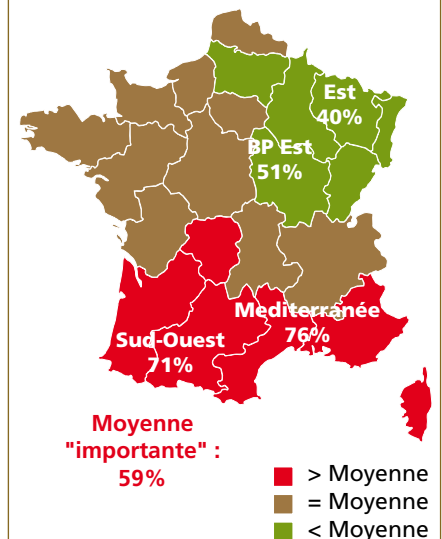 Est
40%
BP Est
51%
Mediterranée
76%
Sud-Ouest
71%
Moyenne
"importante" :
59%
> Moyenne
= Moyenne
< Moyenne